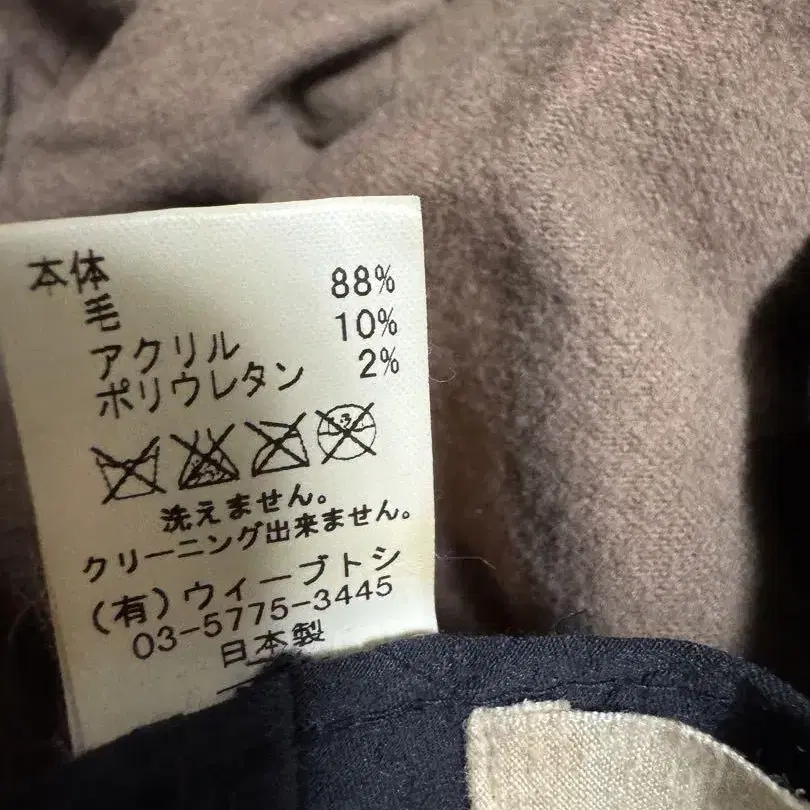 本体
毛 88%
アクリル 10%
ポリウレタン 2%
洗えません。
クリーニング出来ません。
(有)ウィーブトシ
03-5775-3445
日本製